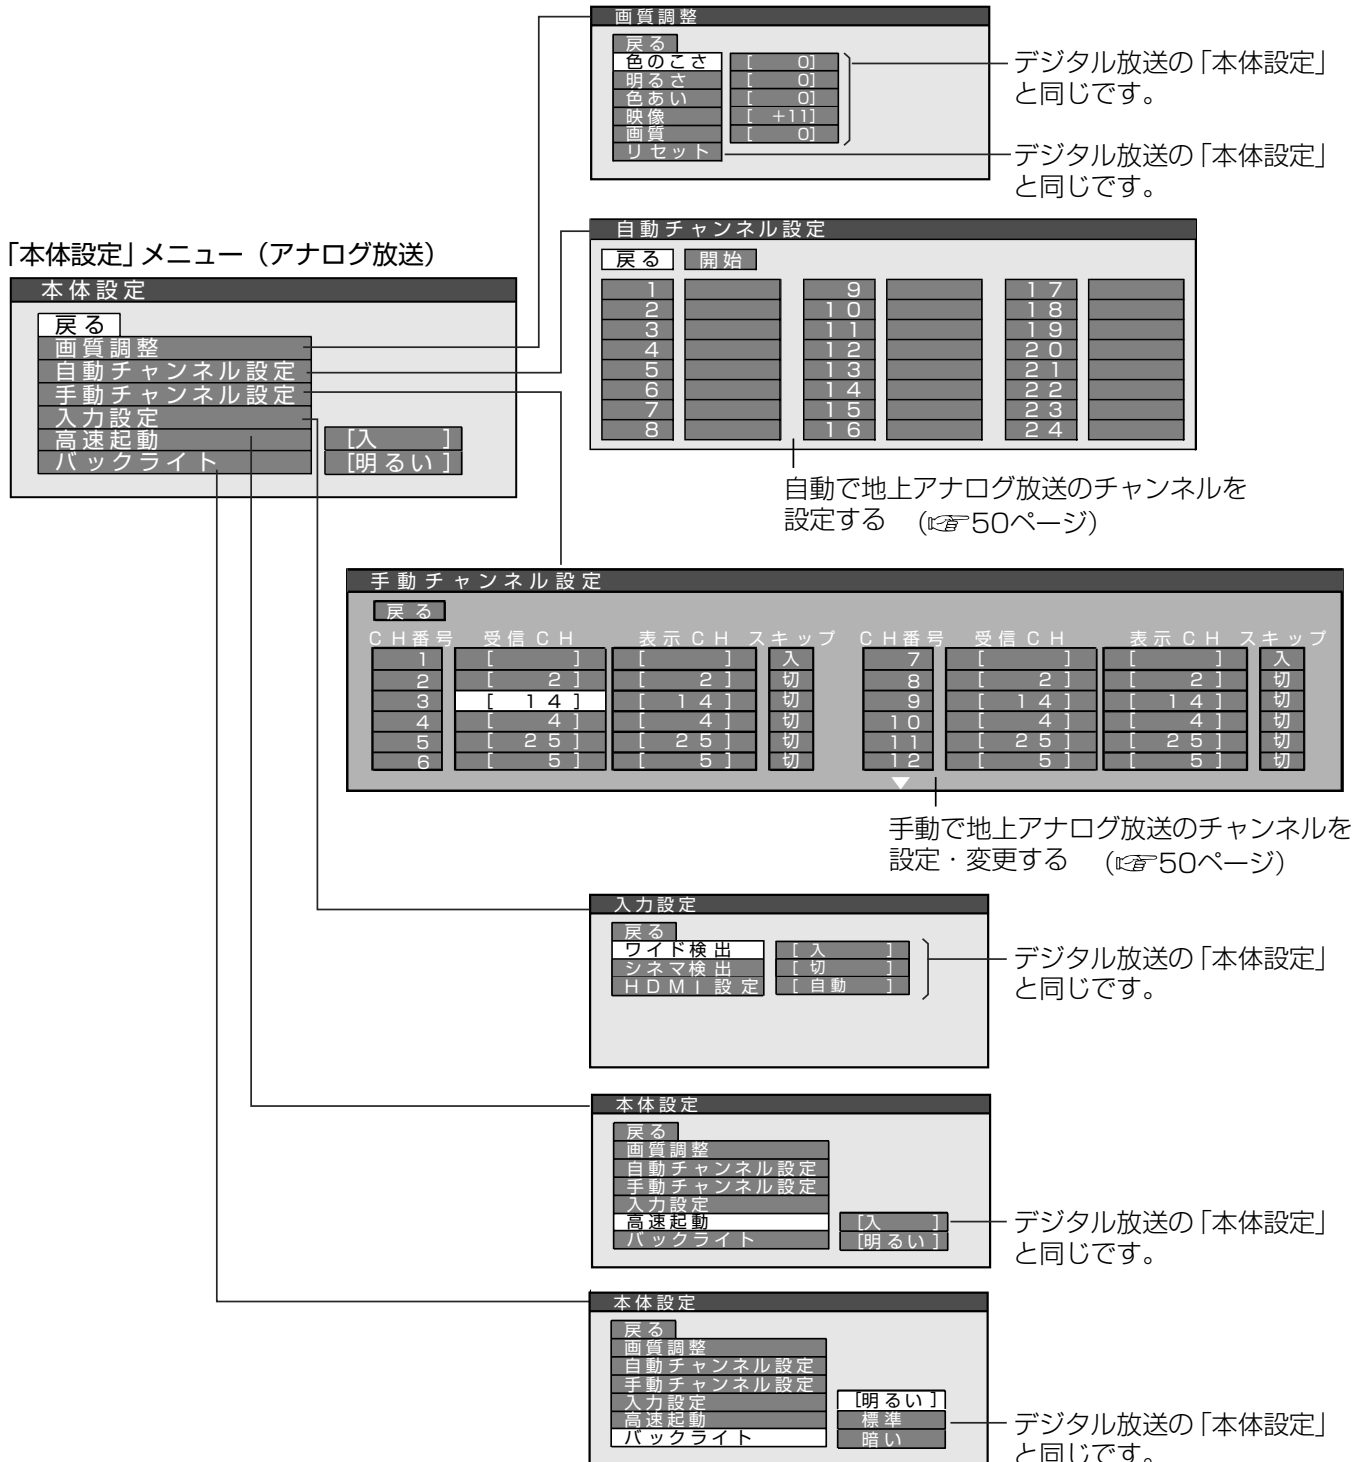 画質調整
戻る
色のこさ [ 0]
明るさ [ 0]
色あい [ 0]
映像 [ +11]
画質 [ 0]
リセット
デジタル放送の「本体設定」
と同じです。
デジタル放送の「本体設定」
と同じです。
「本体設定」メニュー（アナログ放送）
本体設定
戻る
画質調整
自動チャンネル設定
手動チャンネル設定
入力設定
高速起動 [入 ]
バックライト [明るい]
自動チャンネル設定
戻る 開始
1 9 17
2 10 18
3 11 19
4 12 20
5 13 21
6 14 22
7 15 23
8 16 24
自動で地上アナログ放送のチャンネルを
設定する (☞50ページ)
手動チャンネル設定
戻る
CH番号 受信CH 表示CH スキップ CH番号 受信CH 表示CH スキップ
1 [ ] [ ] 入 7 [ ] [ ] 入
2 [ 2] [ 2] 切 8 [ 2] [ 2] 切
3 [ 14] [ 14] 切 9 [ 14] [ 14] 切
4 [ 4] [ 4] 切 10 [ 4] [ 4] 切
5 [ 25] [ 25] 切 11 [ 25] [ 25] 切
6 [ 5] [ 5] 切 12 [ 5] [ 5] 切
手動で地上アナログ放送のチャンネルを
設定・変更する (☞50ページ)
入力設定
戻る
ワイド検出 [入 ]
シネマ検出 [切 ]
HDMI設定 [自動 ]
デジタル放送の「本体設定」
と同じです。
本体設定
戻る
画質調整
自動チャンネル設定
手動チャンネル設定
入力設定
高速起動 [入 ]
バックライト [明るい]
デジタル放送の「本体設定」
と同じです。
本体設定
戻る
画質調整
自動チャンネル設定
手動チャンネル設定
入力設定 [明るい]
高速起動 標準
バックライト 暗い
デジタル放送の「本体設定」
と同じです。